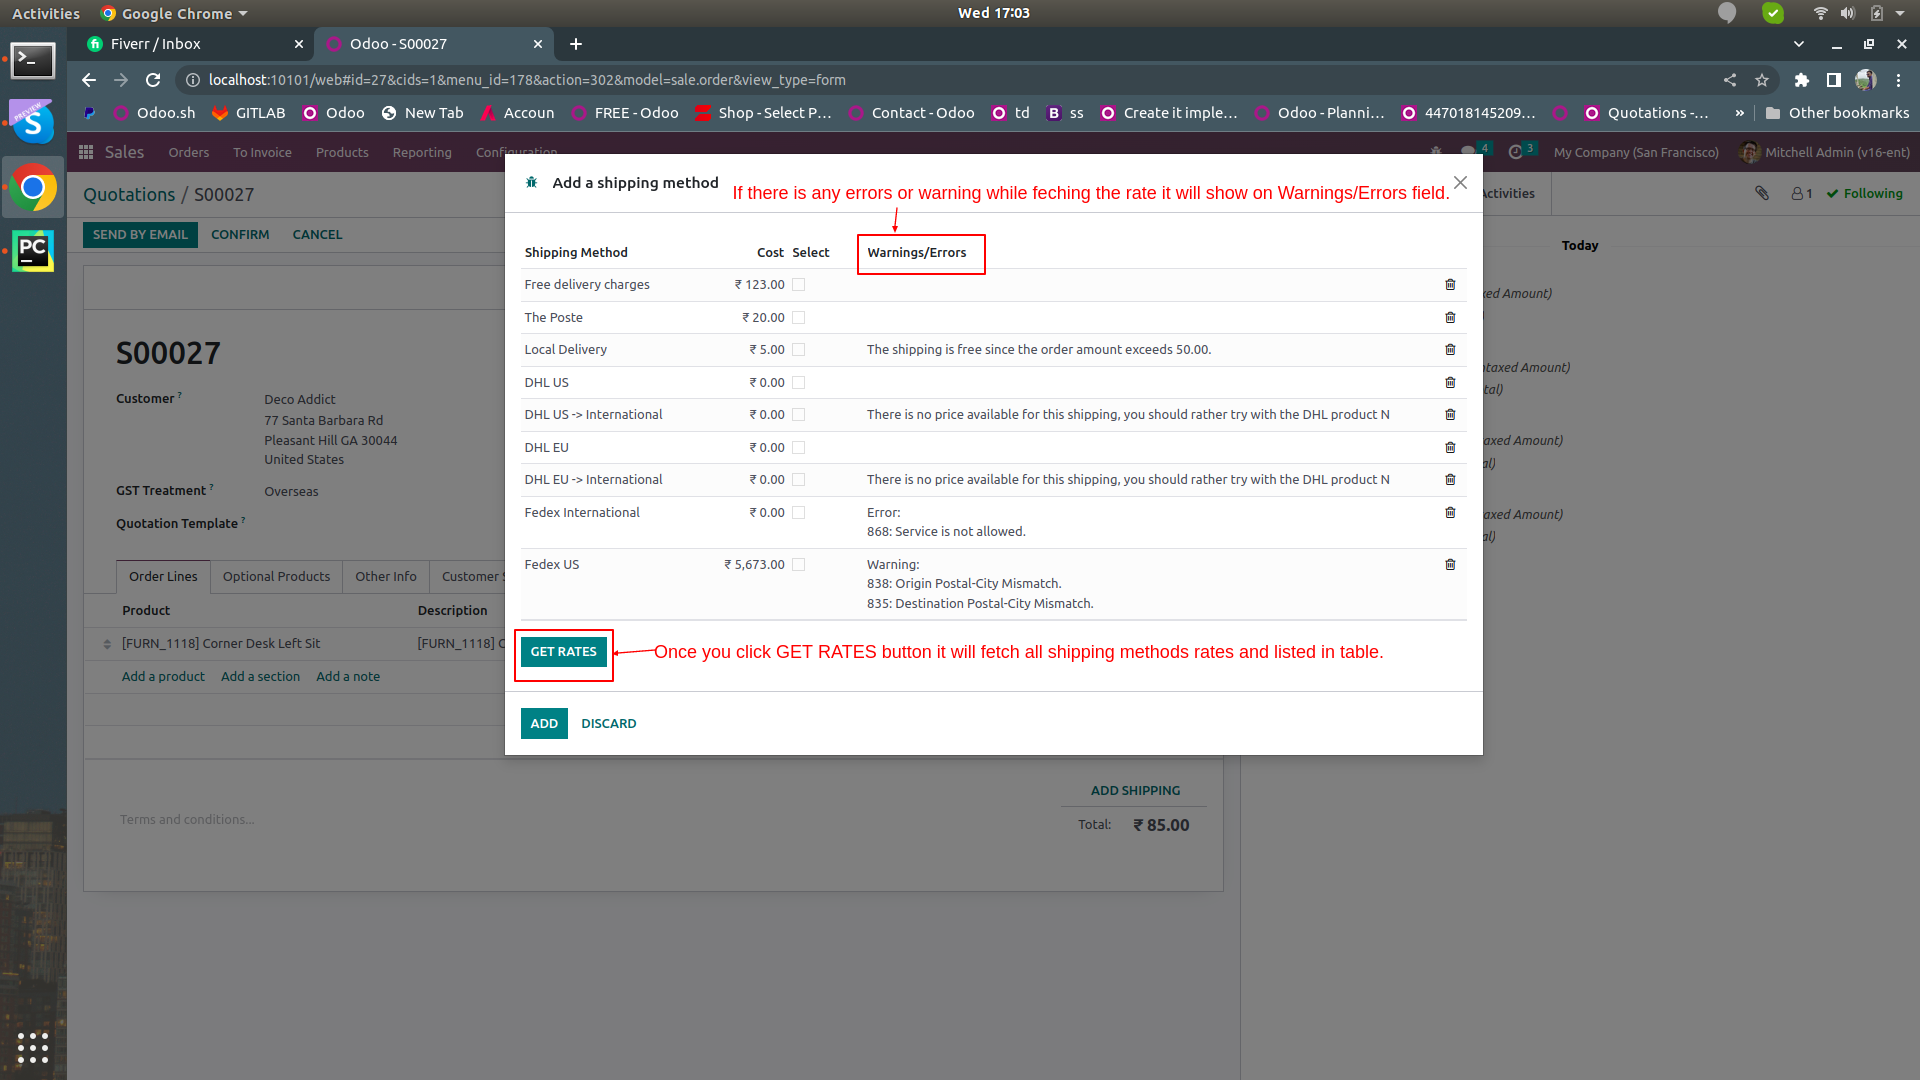 Activities
Google Chrome
Wed 17:03
Fiverr / Inbox
Odoo - S00027
localhost:10101/web#id=27&cids=1&menu_id=178&action=302&model=sale.order&view_type=form
Odoo.sh
GITLAB
Odoo
New Tab
Accoun
FREE - Odoo
Shop - Select P...
Contact - Odoo
td
B ss
Create it imple...
Odoo - Planni...
447018145209...
Quotations -...
»
Other bookmarks
Sales
Orders
To Invoice
Products
Reporting
Configuration
4
3
My Company (San Francisco)
Mitchell Admin (v16-ent)
Quotations / S00027
Activities
1
Following
SEND BY EMAIL
CONFIRM
CANCEL
Add a shipping method
If there is any errors or warning while feching the rate it will show on Warnings/Errors field.
Shipping Method Cost Select Warnings/Errors
Free delivery charges ₹ 123.00
The Poste ₹ 20.00
Local Delivery ₹ 5.00 The shipping is free since the order amount exceeds 50.00.
DHL US ₹ 0.00
DHL US -> International ₹ 0.00 There is no price available for this shipping, you should rather try with the DHL product N
DHL EU ₹ 0.00
DHL EU -> International ₹ 0.00 There is no price available for this shipping, you should rather try with the DHL product N
Fedex International ₹ 0.00 Error:
868: Service is not allowed.
Fedex US ₹ 5,673.00 Warning:
838: Origin Postal-City Mismatch.
835: Destination Postal-City Mismatch.
GET RATES
Once you click GET RATES button it will fetch all shipping methods rates and listed in table.
ADD
DISCARD
Today
Amount)
Amount)
Amount)
Amount)
S00027
Customer ?
Deco Addict
77 Santa Barbara Rd
Pleasant Hill GA 30044
United States
GST Treatment ?
Overseas
Quotation Template ?
Order Lines
Optional Products
Other Info
Customer S
Product
Description
[FURN_1118] Corner Desk Left Sit
[FURN_1118] C
Add a product
Add a section
Add a note
ADD SHIPPING
Terms and conditions...
Total: ₹ 85.00
PREVIEW
S
PC